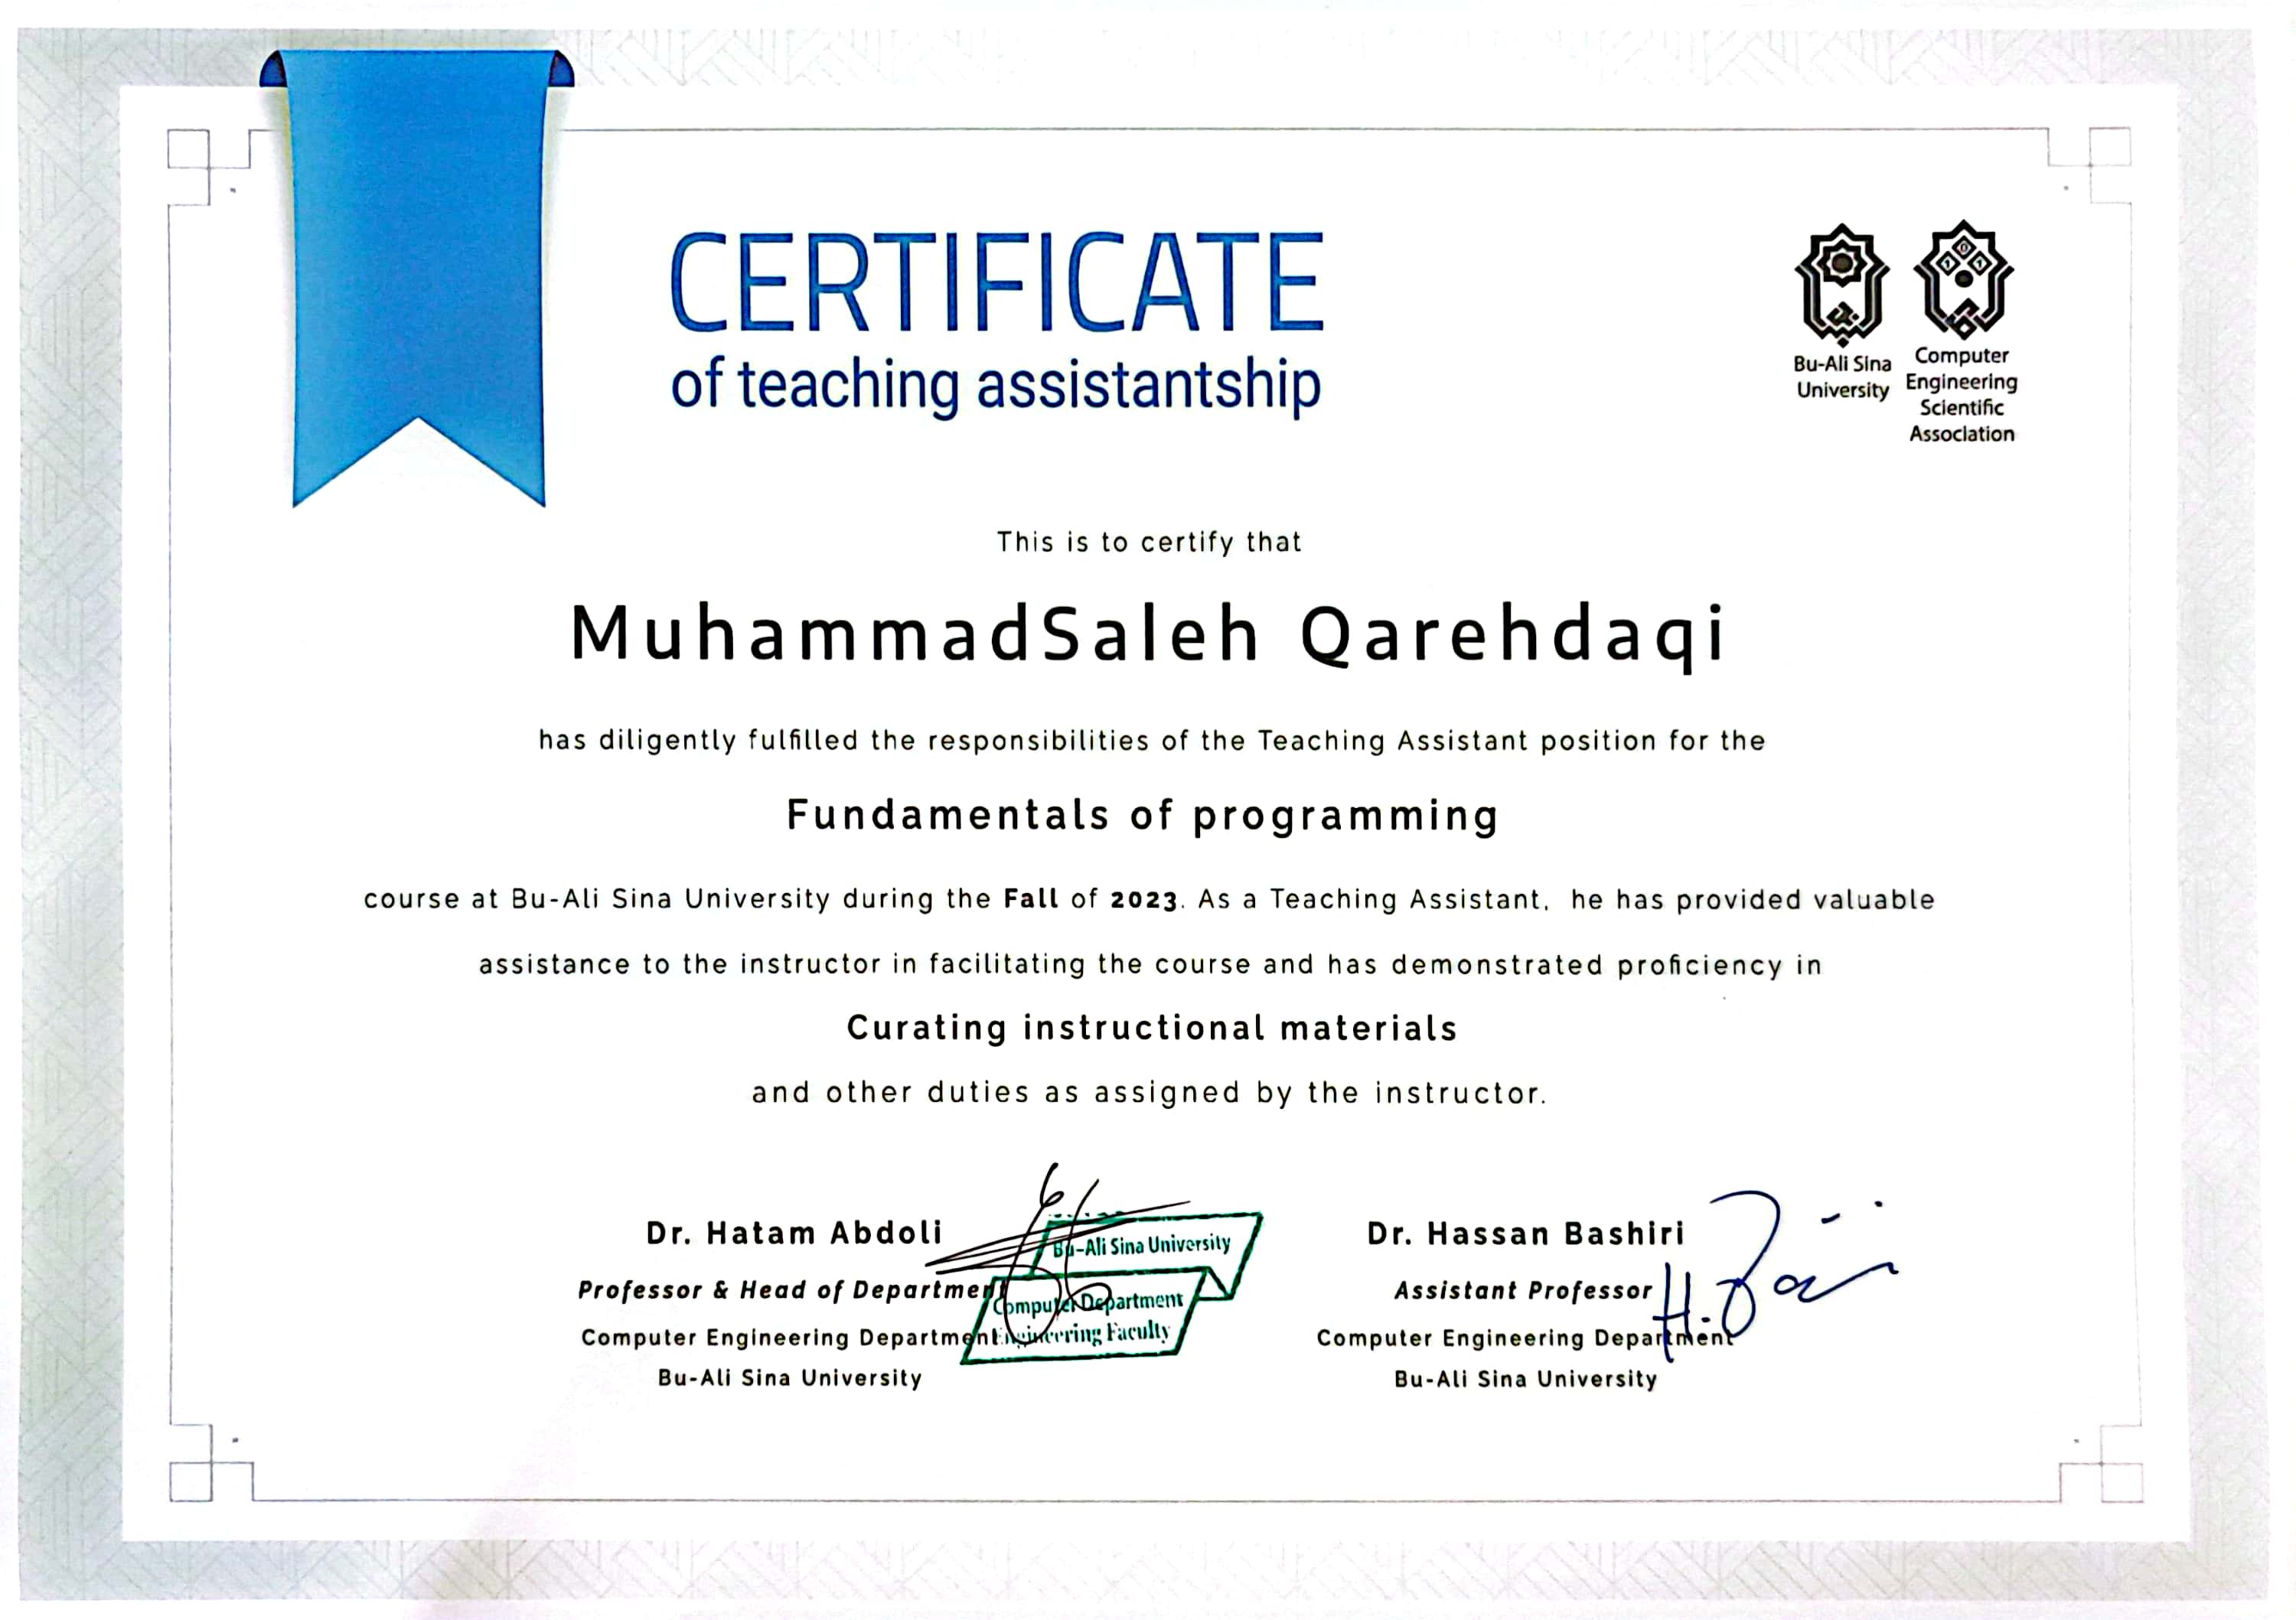 CERTIFICATE
of teaching assistantship
Bu-Ali Sina
University
Computer
Engineering
Scientific
Association
This is to certify that
MuhammadSaleh Qarehdaqi
has diligently fulfilled the responsibilities of the Teaching Assistant position for the
Fundamentals of programming
course at Bu-Ali Sina University during the Fall of 2023. As a Teaching Assistant, he has provided valuable
assistance to the instructor in facilitating the course and has demonstrated proficiency in
Curating instructional materials
and other duties as assigned by the instructor.
Dr. Hatam Abdoli
Professor & Head of Department
Computer Engineering Department
Bu-Ali Sina University
Bu-Ali Sina University
Computer Department
Engineering Faculty
Dr. Hassan Bashiri
Assistant Professor
Computer Engineering Department
Bu-Ali Sina University